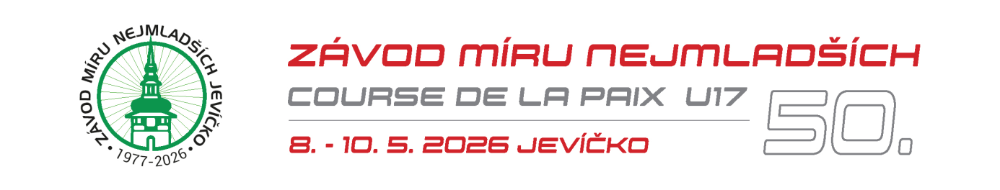 ZÁVOD MÍRU NEJMLADŠÍCH JEVÍČKO
• 1977-2026 •
ZÁVOD MÍRU NEJMLADŠÍCH
COURSE DE LA PAIX U17
50.
8. - 10. 5. 2026 JEVÍČKO